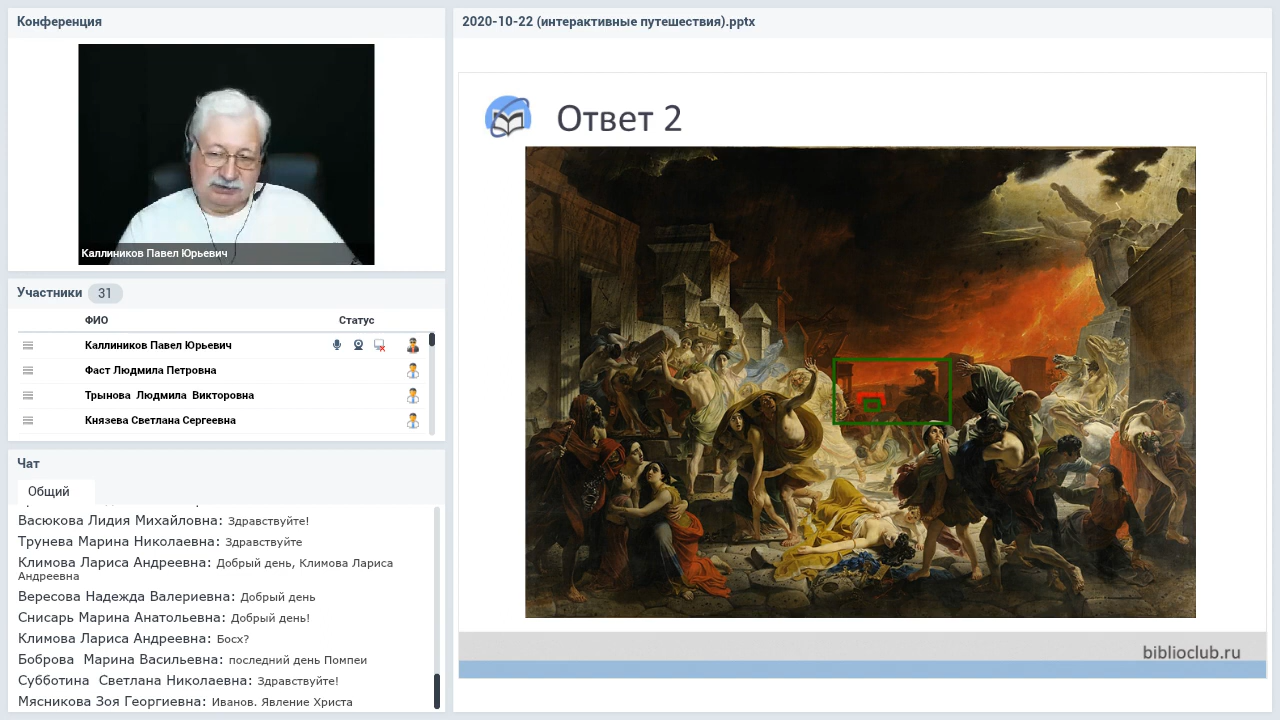 Конференция
Каллиников Павел Юрьевич
Участники 31
ФИО Статус
Каллиников Павел Юрьевич
Фаст Людмила Петровна
Трынова Людмила Викторовна
Князева Светлана Сергеевна
Чат
Общий
Васюкова Лидия Михайловна: Здравствуйте!
Трунева Марина Николаевна: Здравствуйте
Климова Лариса Андреевна: Добрый день, Климова Лариса
Андреевна
Вересова Надежда Валериевна: Добрый день
Снисарь Марина Анатольевна: Добрый день!
Климова Лариса Андреевна: Босх?
Боброва Марина Васильевна: последний день Помпеи
Субботина Светлана Николаевна: Здравствуйте!
Мясникова Зоя Георгиевна: Иванов. Явление Христа
2020-10-22 (интерактивные путешествия).pptx
Ответ 2
biblioclub.ru